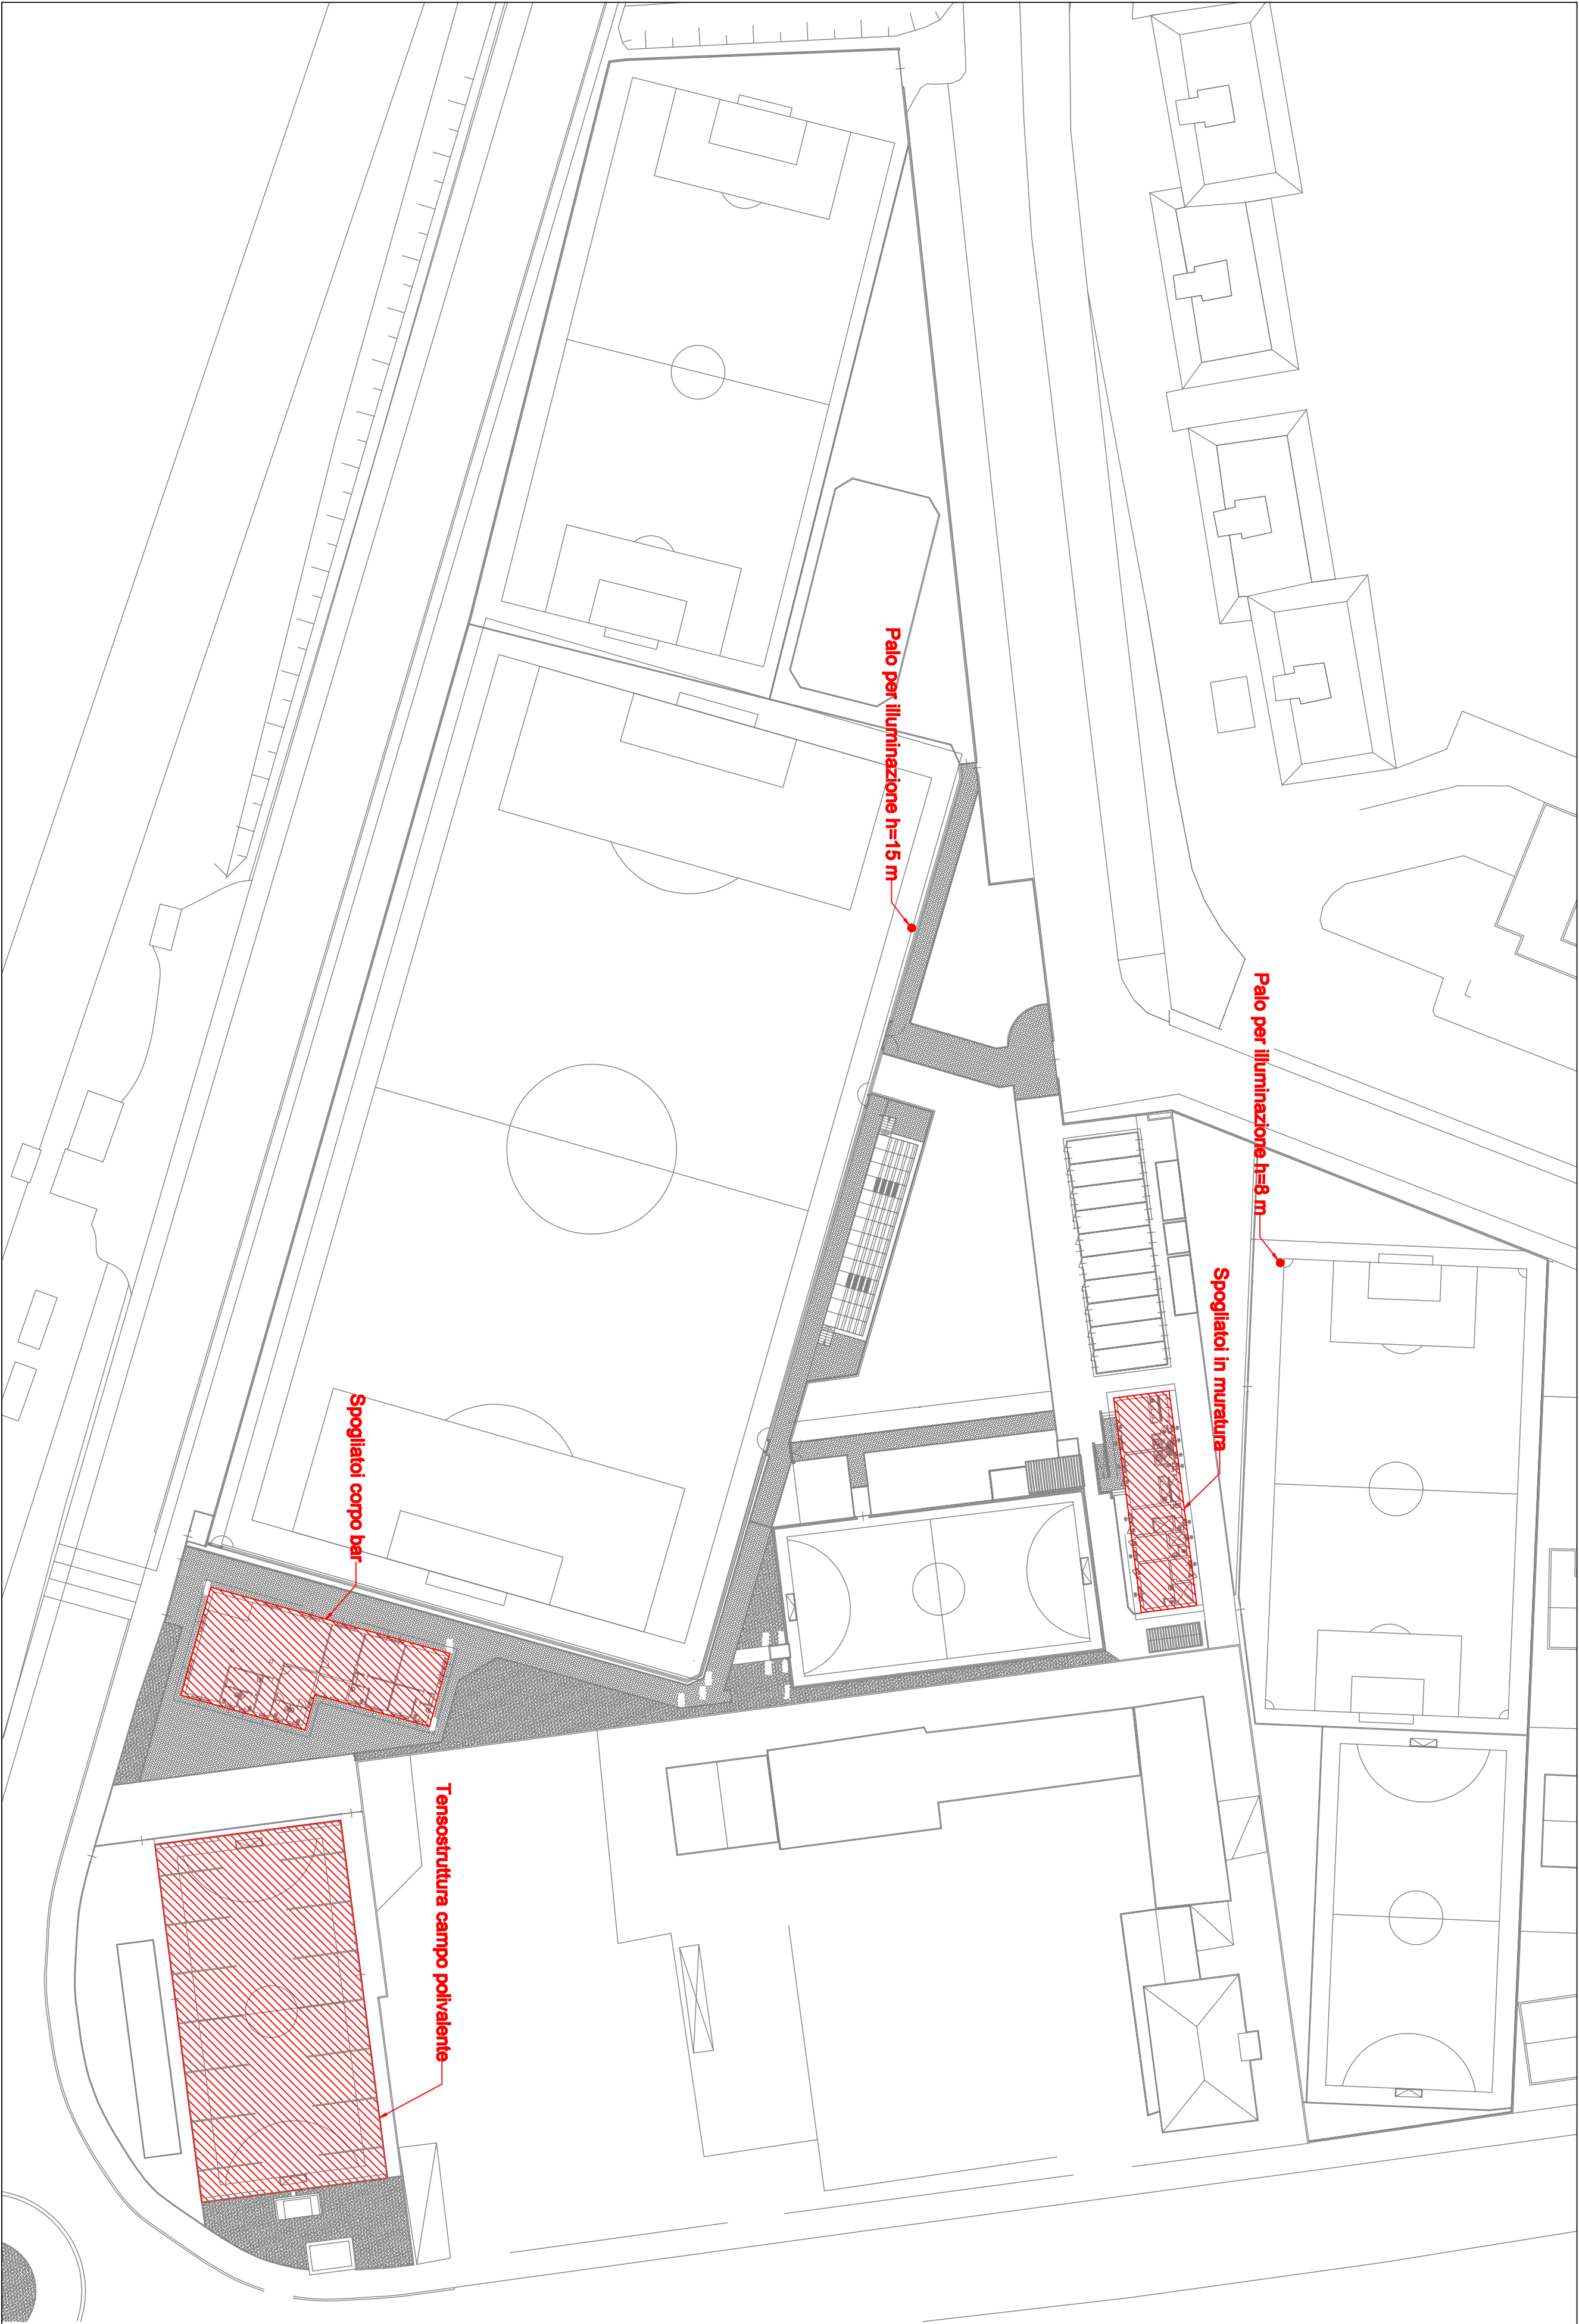 Palo per illuminazione h=8 m
Palo per illuminazione h=15 m
Spogliatoi in muratura
Spogliatoi corpo bar
Tensostruttura campo polivalente